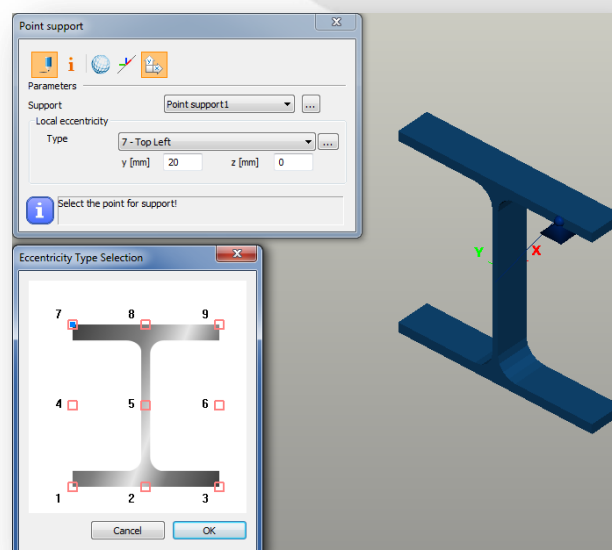 Point support
Parameters
Support Point support1 ...
Local eccentricity
Type 7 - Top Left ...
y [mm] 20 z [mm] 0
Select the point for support!
Eccentricity Type Selection
7 8 9
4 5 6
1 2 3
Cancel OK
Y X